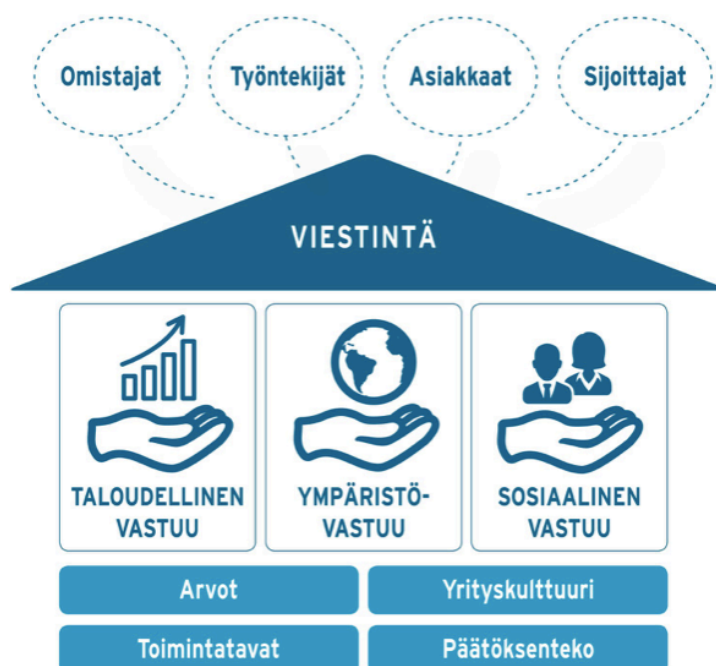 Omistajat
Työntekijät
Asiakkaat
Sijoittajat
VIESTINTÄ
TALOUDELLINEN
VASTUU
YMPÄRISTÖ-
VASTUU
SOSIAALINEN
VASTUU
Arvot
Yrityskulttuuri
Toimintatavat
Päätöksenteko